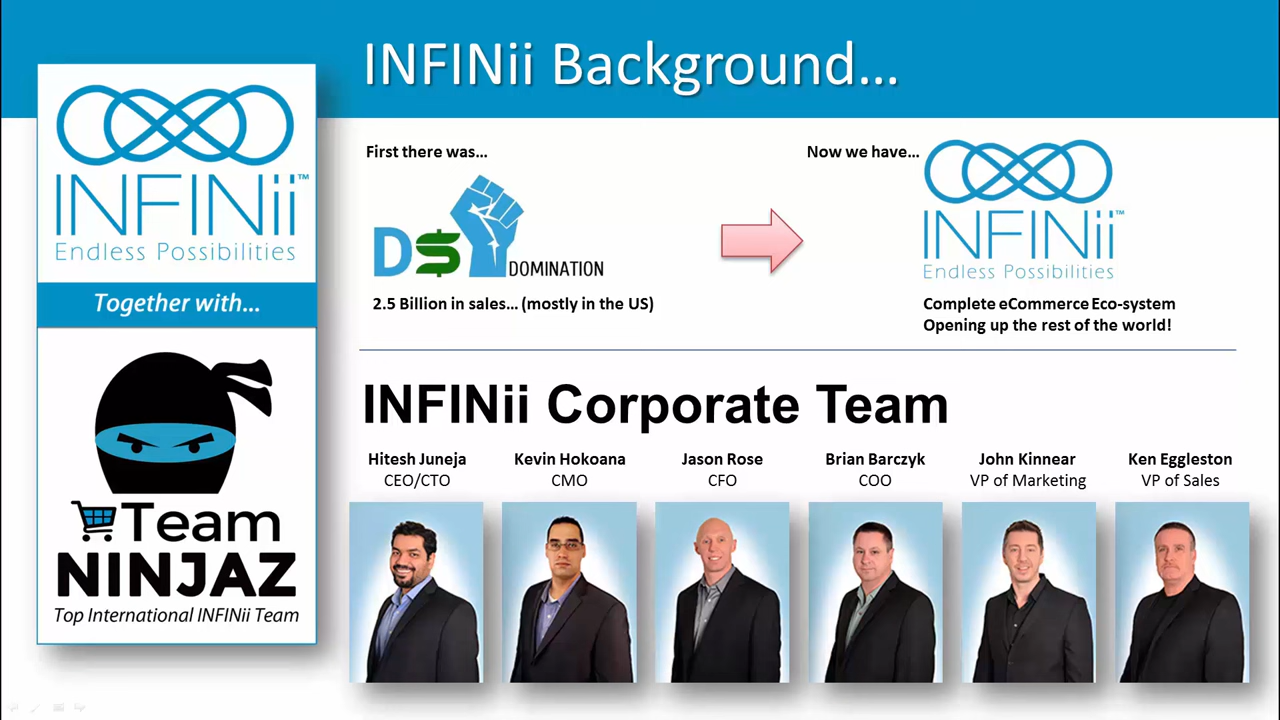 INFINii Background...
INFINii™
Endless Possibilities
Together with...
Team
NINJAZ
Top International INFINii Team
First there was...
DS DOMINATION
2.5 Billion in sales... (mostly in the US)
Now we have...
INFINii™
Endless Possibilities
Complete eCommerce Eco-system
Opening up the rest of the world!
INFINii Corporate Team
Hitesh Juneja
CEO/CTO
Kevin Hokoana
CMO
Jason Rose
CFO
Brian Barczyk
COO
John Kinnear
VP of Marketing
Ken Eggleston
VP of Sales